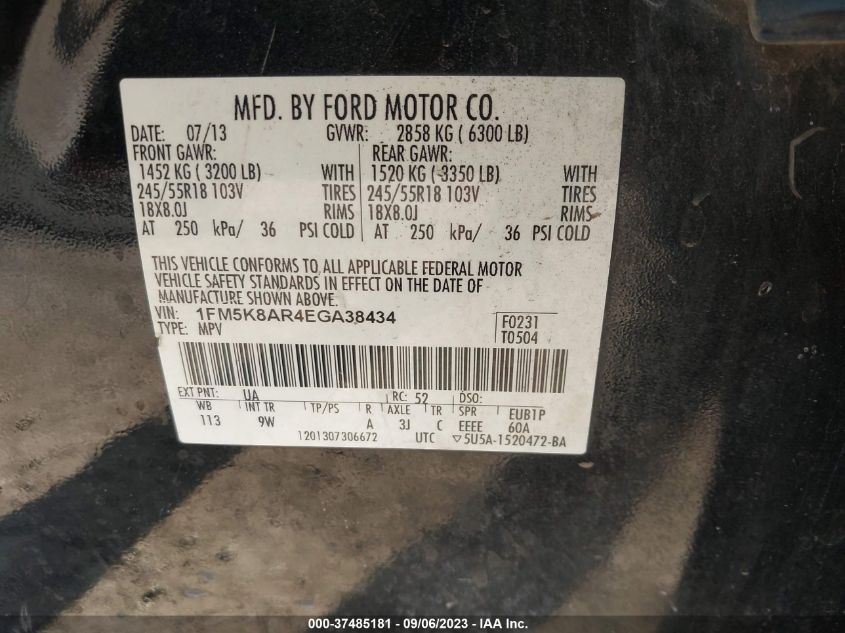 MFD. BY FORD MOTOR CO.
DATE: 07/13 GVWR: 2858 KG ( 6300 LB)
FRONT GAWR: REAR GAWR:
1452 KG ( 3200 LB) WITH 1520 KG ( 3350 LB) WITH
245/55R18 103V TIRES 245/55R18 103V TIRES
18X8.0J RIMS 18X8.0J RIMS
AT 250 kPa/ 36 PSI COLD AT 250 kPa/ 36 PSI COLD
THIS VEHICLE CONFORMS TO ALL APPLICABLE FEDERAL MOTOR
VEHICLE SAFETY STANDARDS IN EFFECT ON THE DATE OF
MANUFACTURE SHOWN ABOVE.
VIN: 1FM5K8AR4EGA38434 F0231
TYPE: MPV T0504
EXT PNT: UA RC: 52 DSO:
WB INT TR TP/PS R AXLE TR SPR EUB1P
113 9W A 3J C EEEE 60A
1201307306672 UTC ▽5U5A-1520472-BA
000-37485181 - 09/06/2023 - IAA Inc.